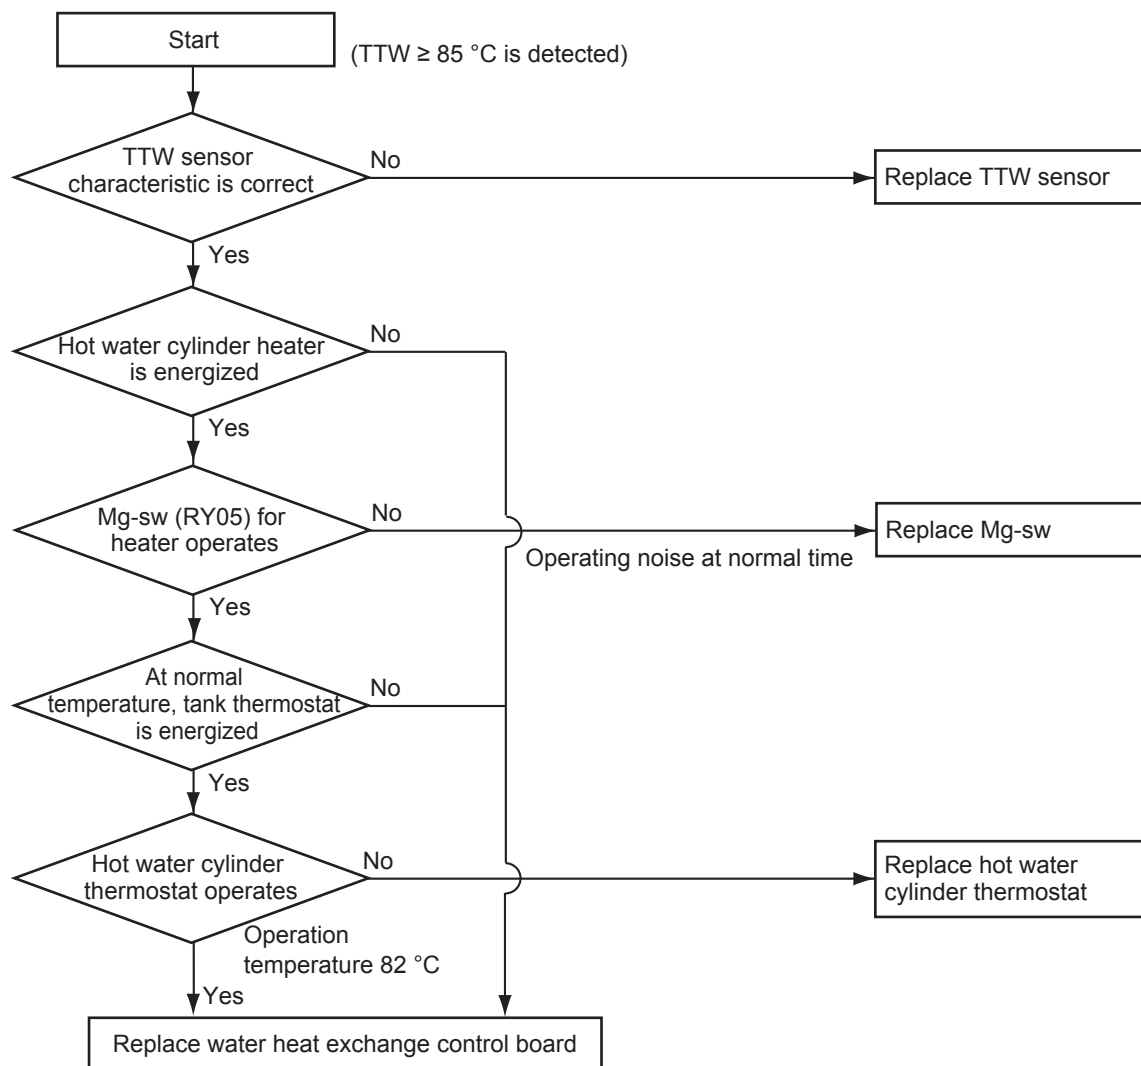 Start
(TTW ≥ 85 °C is detected)
TTW sensor
characteristic is correct
No
Replace TTW sensor
Yes
Hot water cylinder heater
is energized
No
Yes
Mg-sw (RY05) for
heater operates
No
Operating noise at normal time
Replace Mg-sw
Yes
At normal
temperature, tank thermostat
is energized
No
Yes
Hot water cylinder
thermostat operates
No
Replace hot water
cylinder thermostat
Operation
temperature 82 °C
Yes
Replace water heat exchange control board